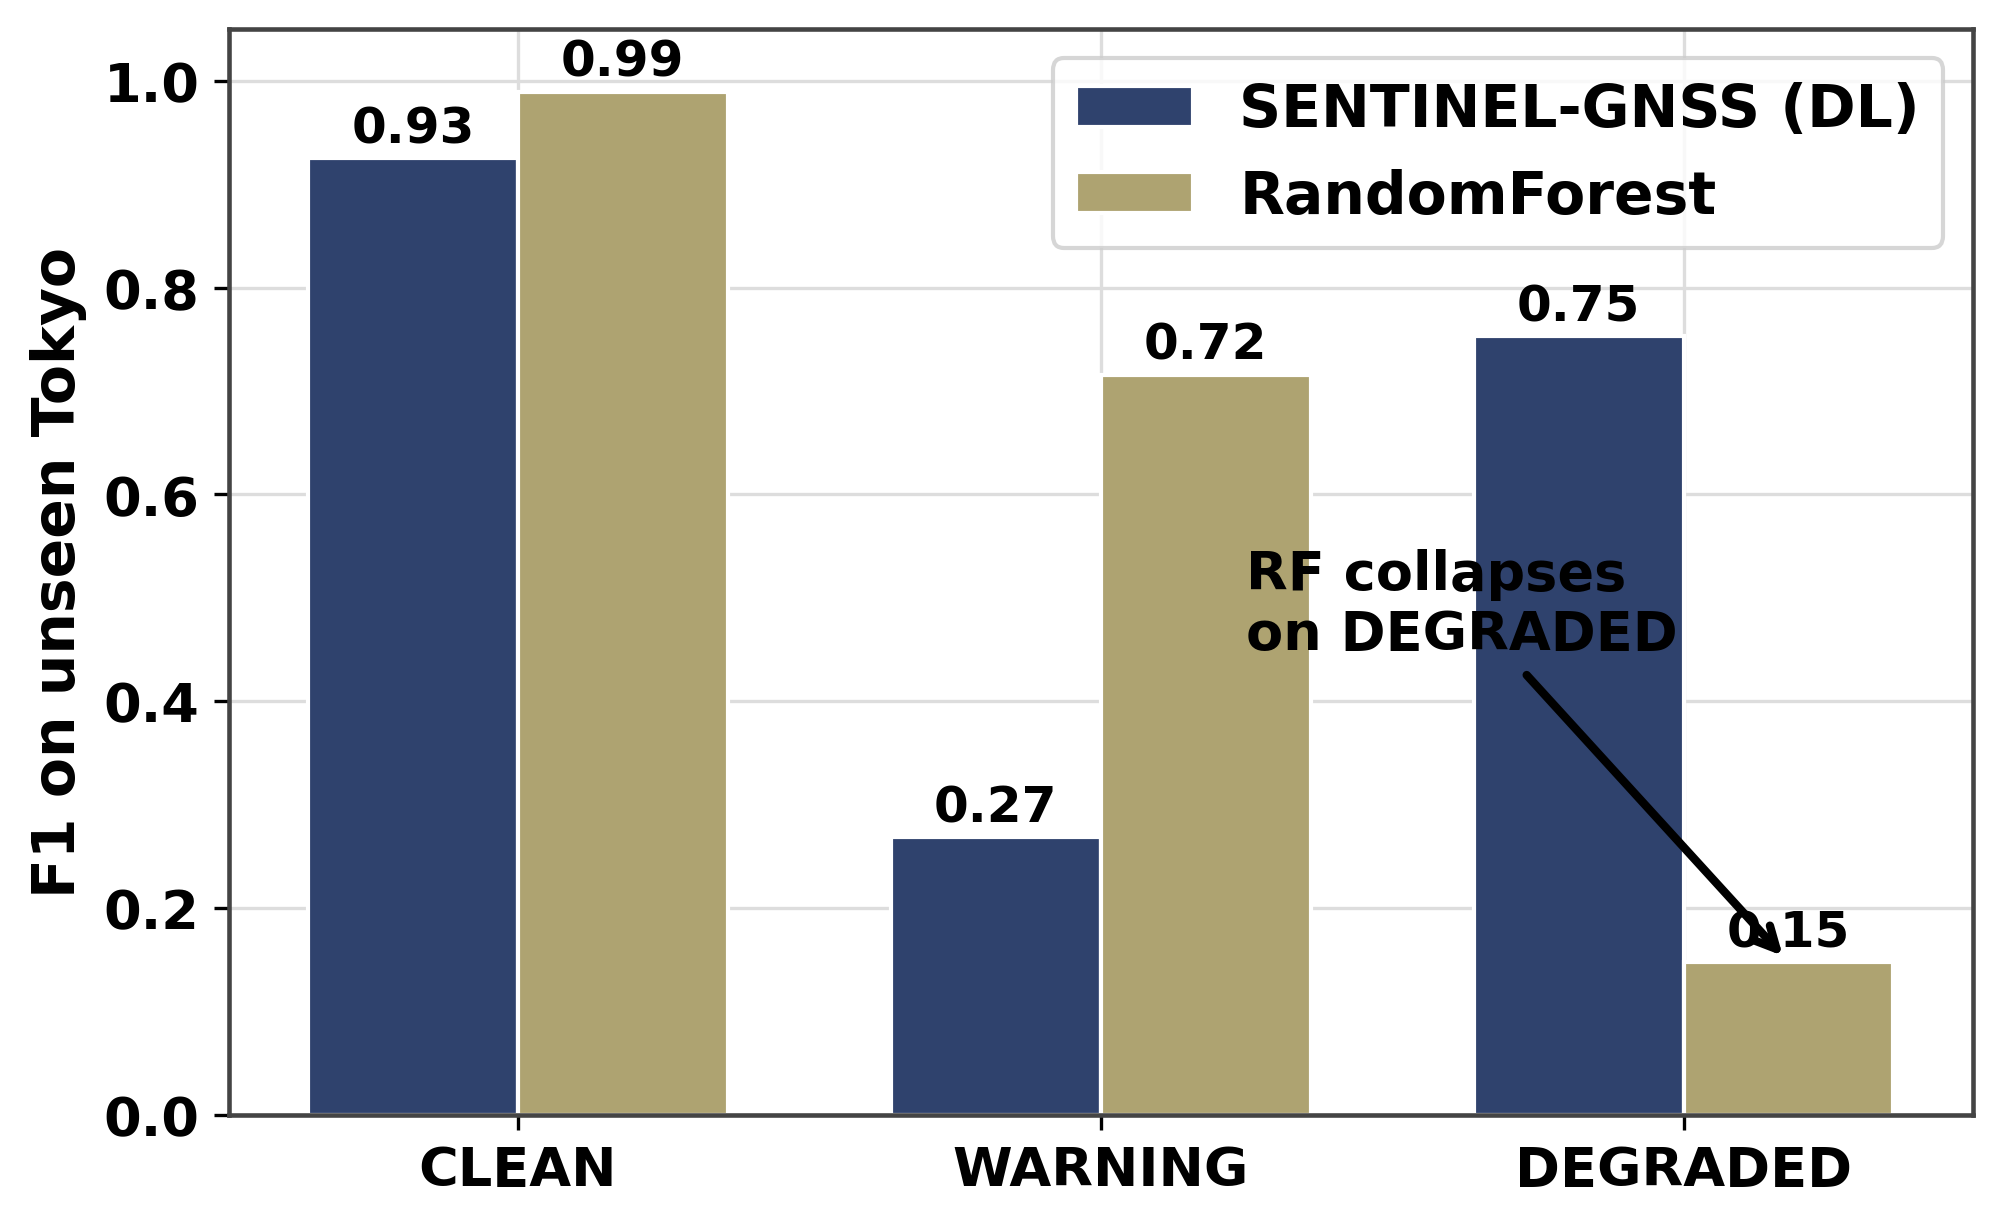 F1 on unseen Tokyo
1.0
0.8
0.6
0.4
0.2
0.0
0.93
0.99
0.27
0.72
0.75
0.15
SENTINEL-GNSS (DL)
RandomForest
RF collapses
on DEGRADED
CLEAN
WARNING
DEGRADED